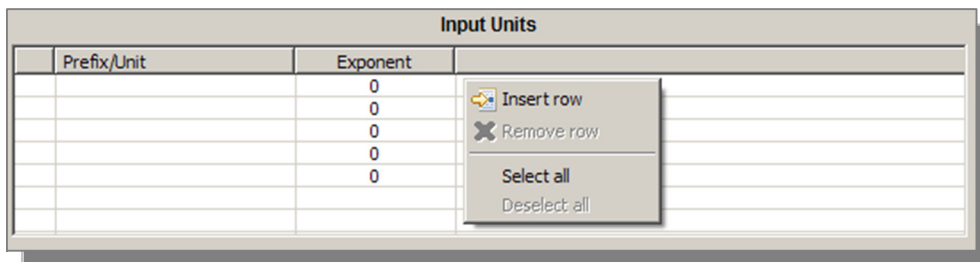 Input Units
Prefix/Unit Exponent
0
0
0
0
0
Insert row
Remove row
Select all
Deselect all